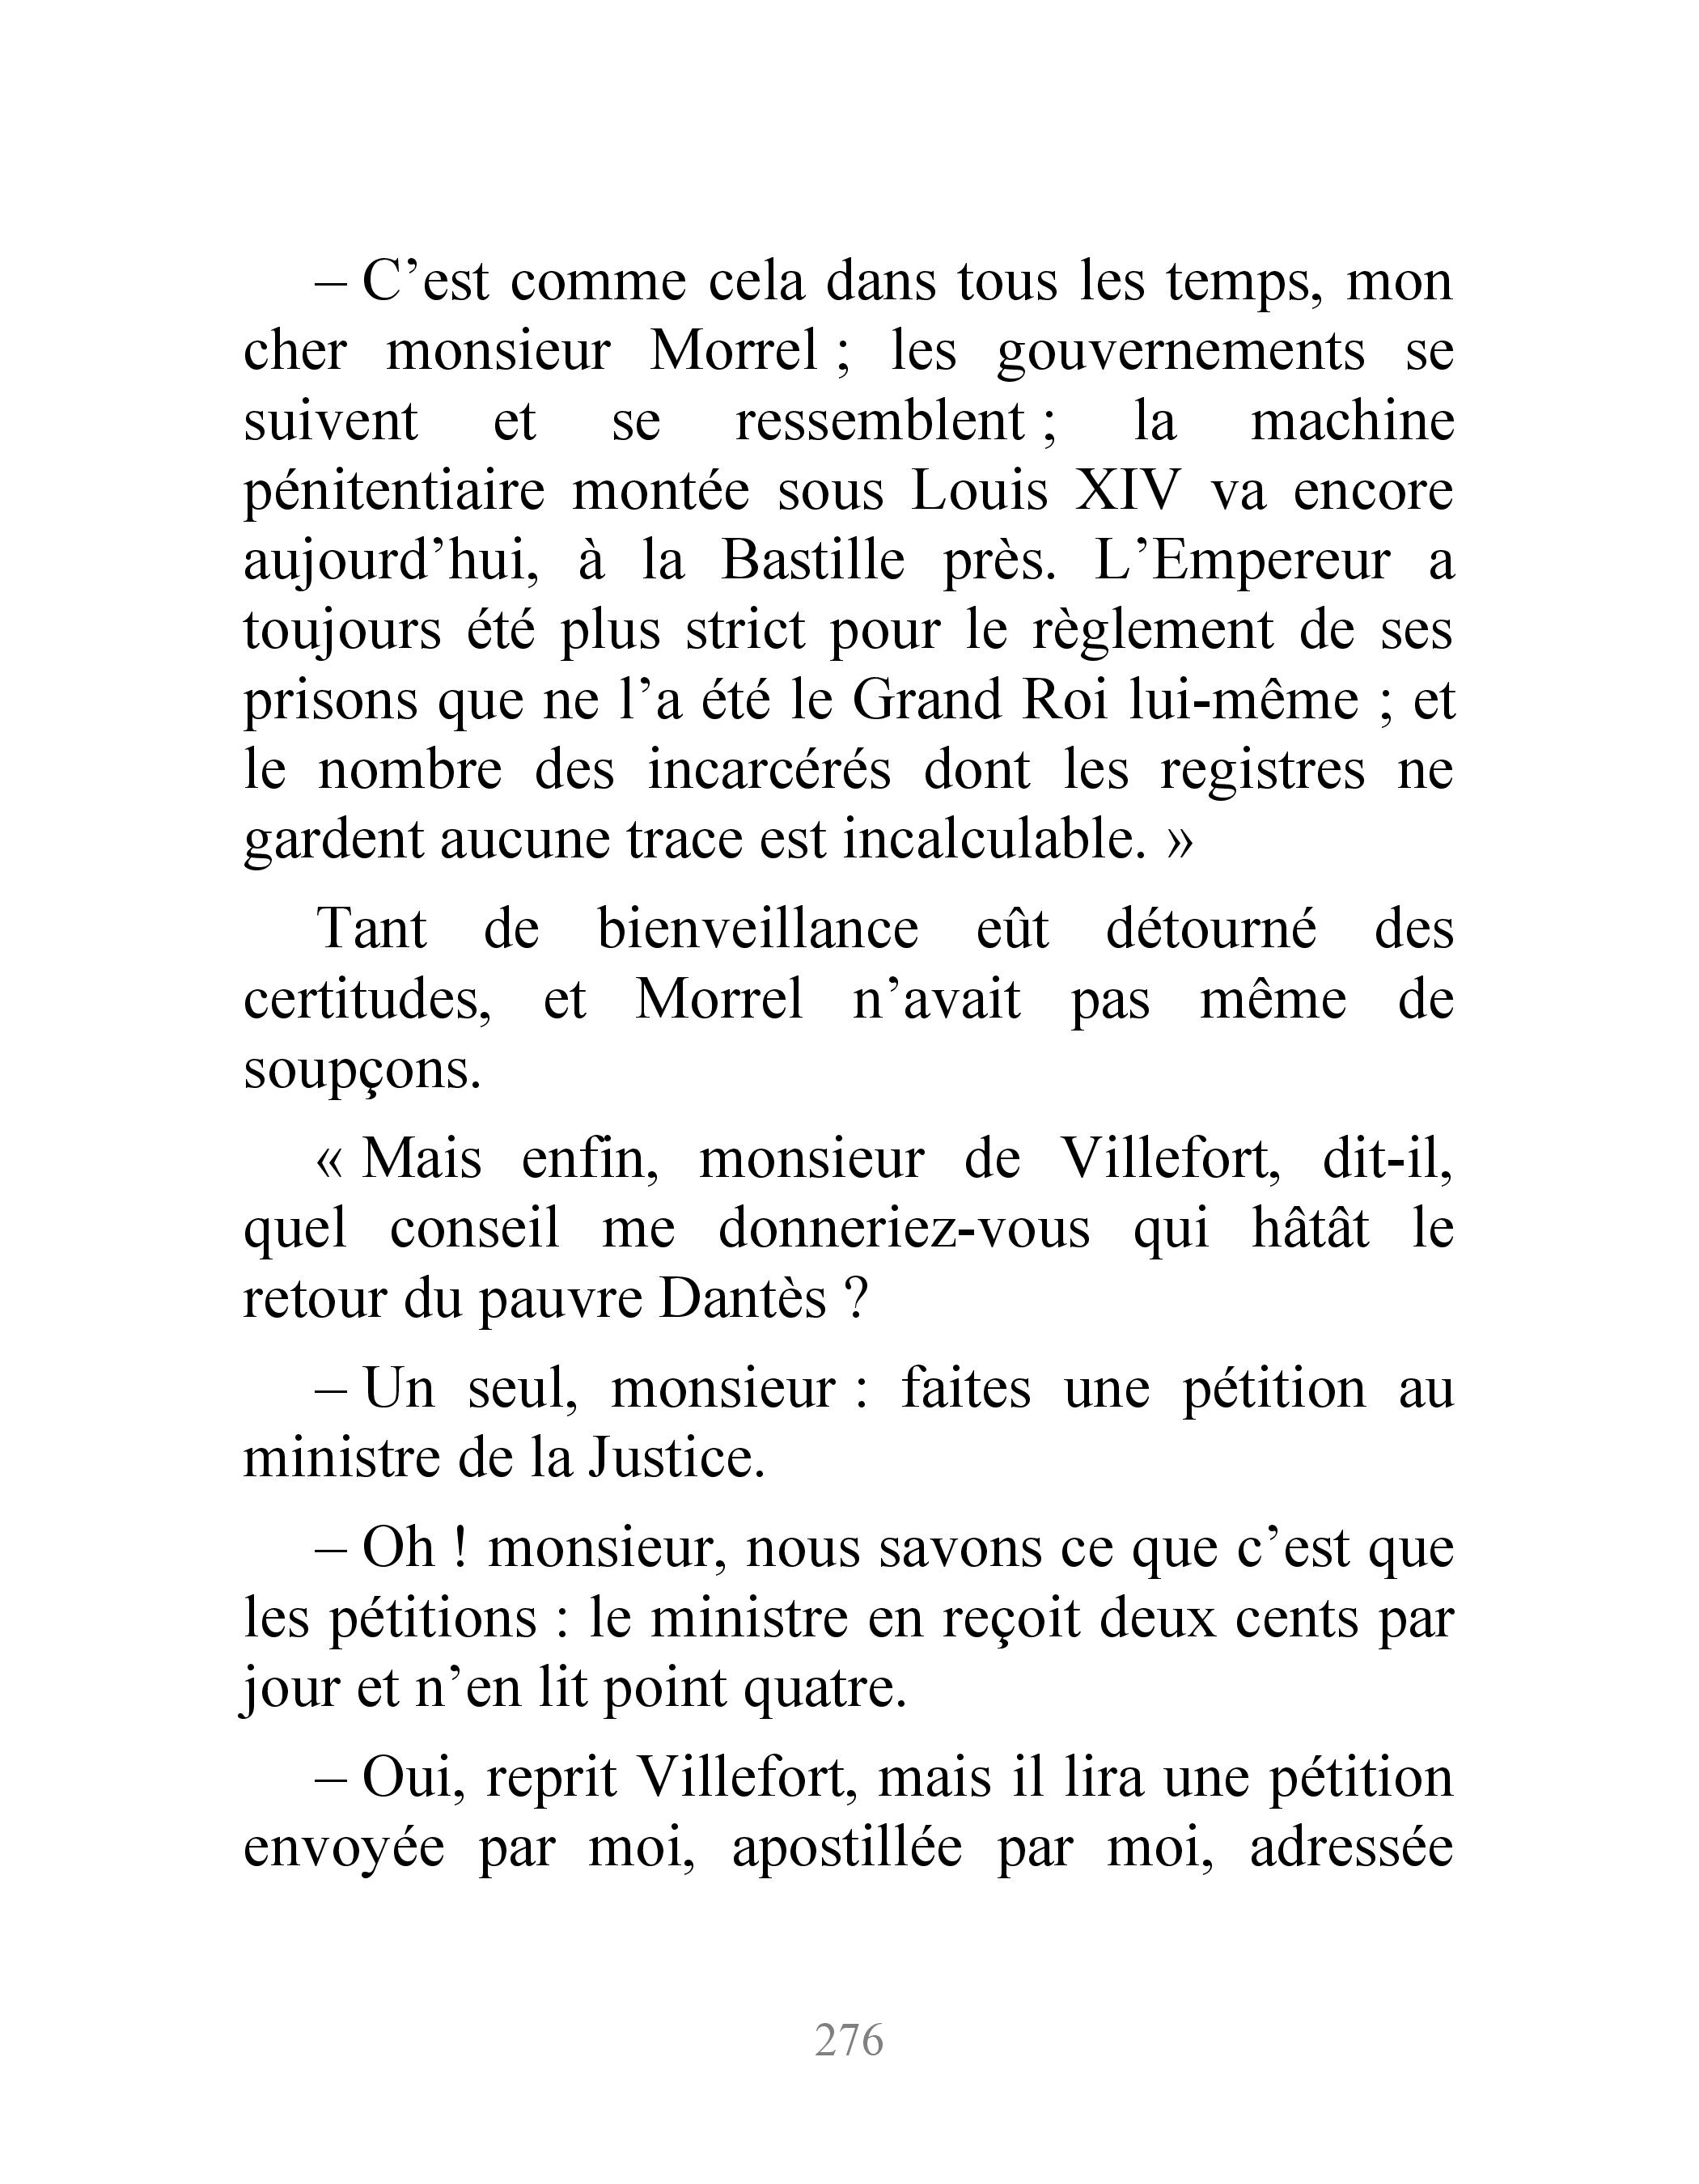 – C’est comme cela dans tous les temps, mon
cher monsieur Morrel ; les gouvernements se
suivent et se ressemblent ; la machine
pénitentiaire montée sous Louis XIV va encore
aujourd’hui, à la Bastille près. L’Empereur a
toujours été plus strict pour le règlement de ses
prisons que ne l’a été le Grand Roi lui-même ; et
le nombre des incarcérés dont les registres ne
gardent aucune trace est incalculable. »
Tant de bienveillance eût détourné des
certitudes, et Morrel n’avait pas même de
soupçons.
« Mais enfin, monsieur de Villefort, dit-il,
quel conseil me donneriez-vous qui hâtât le
retour du pauvre Dantès ?
– Un seul, monsieur : faites une pétition au
ministre de la Justice.
– Oh ! monsieur, nous savons ce que c’est que
les pétitions : le ministre en reçoit deux cents par
jour et n’en lit point quatre.
– Oui, reprit Villefort, mais il lira une pétition
envoyée par moi, apostillée par moi, adressée
276